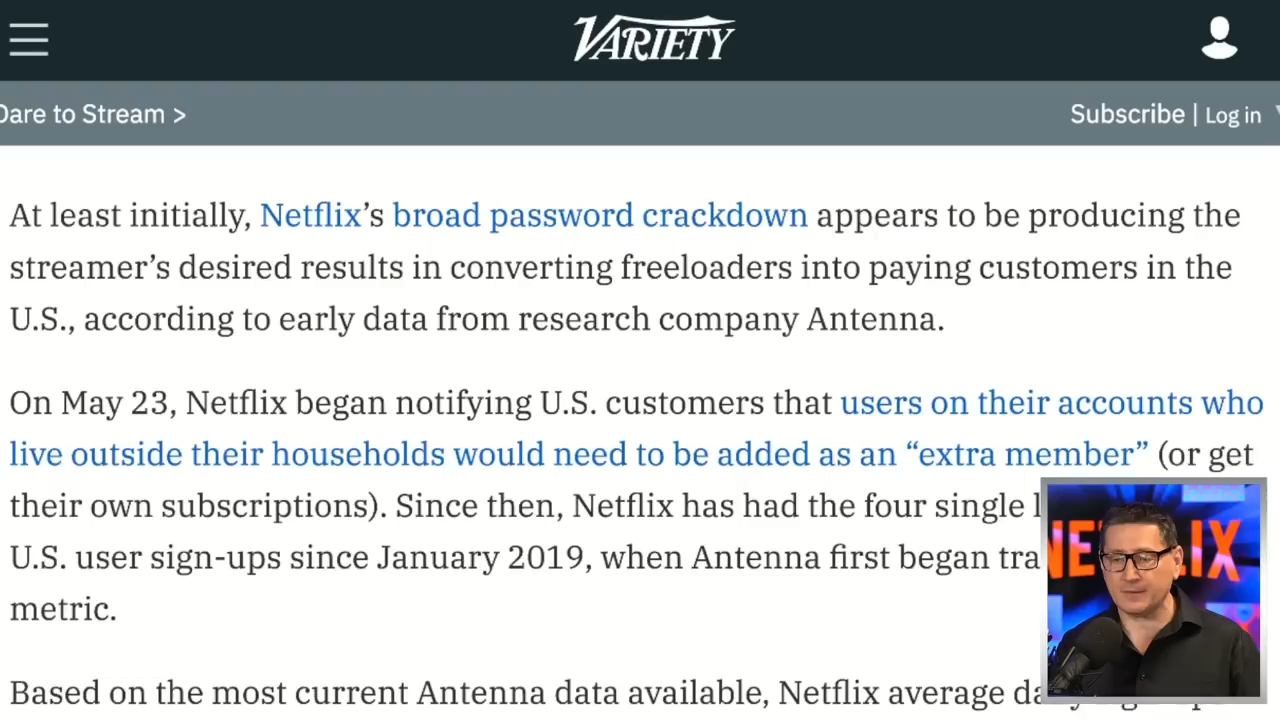 VARIETY
Dare to Stream >
Subscribe | Log in
At least initially, Netflix’s broad password crackdown appears to be producing the
streamer’s desired results in converting freeloaders into paying customers in the
U.S., according to early data from research company Antenna.
On May 23, Netflix began notifying U.S. customers that users on their accounts who
live outside their households would need to be added as an “extra member” (or get
their own subscriptions). Since then, Netflix has had the four single
U.S. user sign-ups since January 2019, when Antenna first began
metric.
NETFLIX
Based on the most current Antenna data available, Netflix average